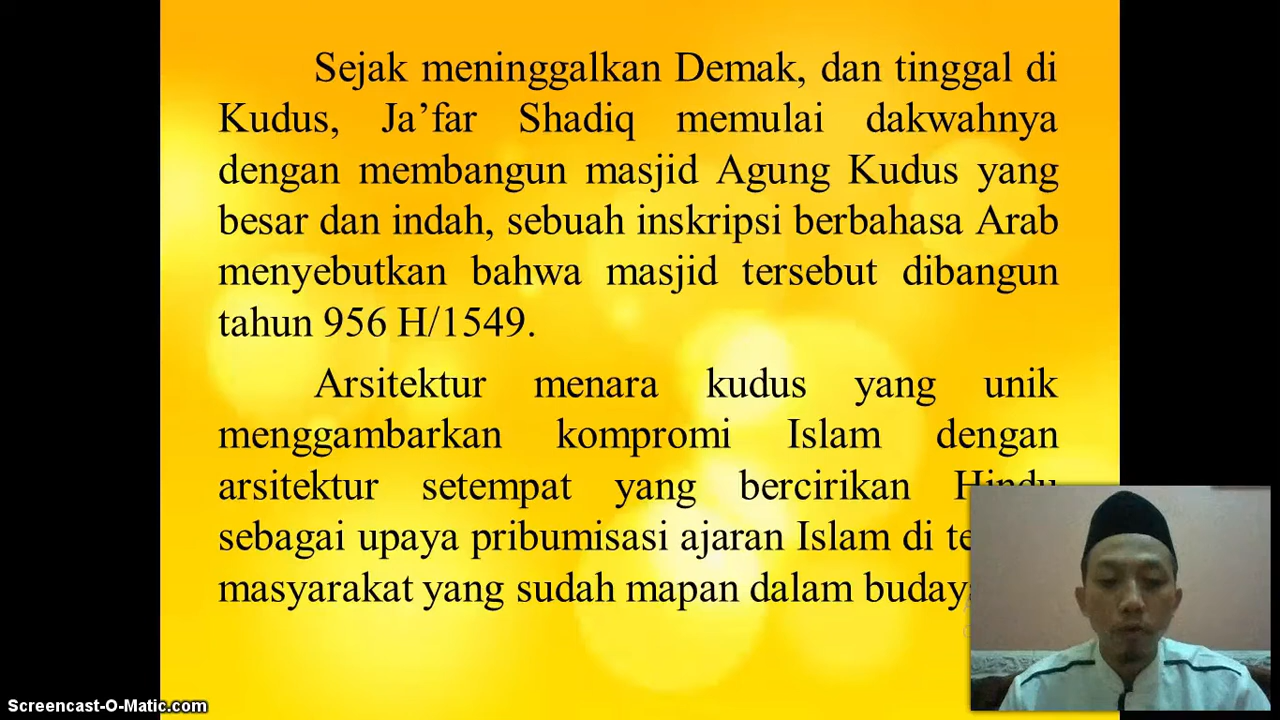 Sejak meninggalkan Demak, dan tinggal di
Kudus, Ja’far Shadiq memulai dakwahnya
dengan membangun masjid Agung Kudus yang
besar dan indah, sebuah inskripsi berbahasa Arab
menyebutkan bahwa masjid tersebut dibangun
tahun 956 H/1549.
Arsitektur menara kudus yang unik
menggambarkan kompromi Islam dengan
arsitektur setempat yang bercirikan Hindu
sebagai upaya pribumisasi ajaran Islam di
masyarakat yang sudah mapan dalam
Screencast-O-Matic.com